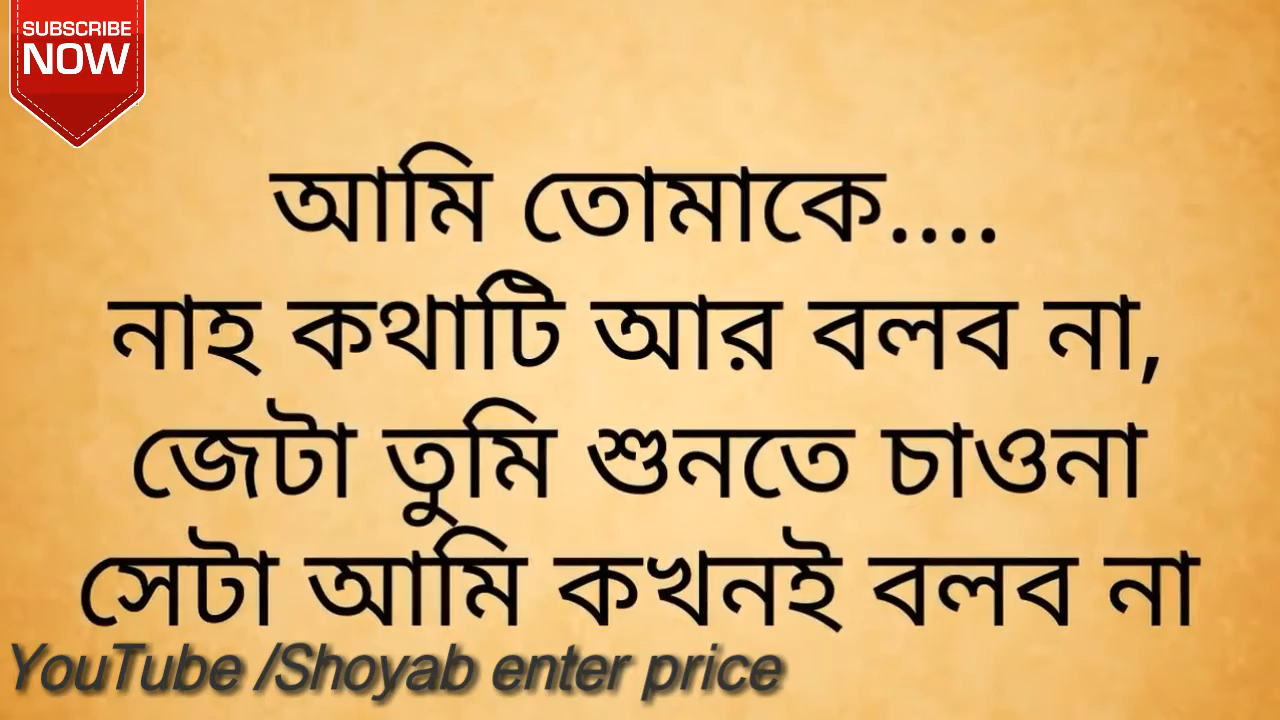 SUBSCRIBE
NOW
আমি তোমাকে....
নাহ কথাটি আর বলব না,
জেটা তুমি শুনতে চাওনা
সেটা আমি কখনই বলব না
YouTube /Shoyab enter price